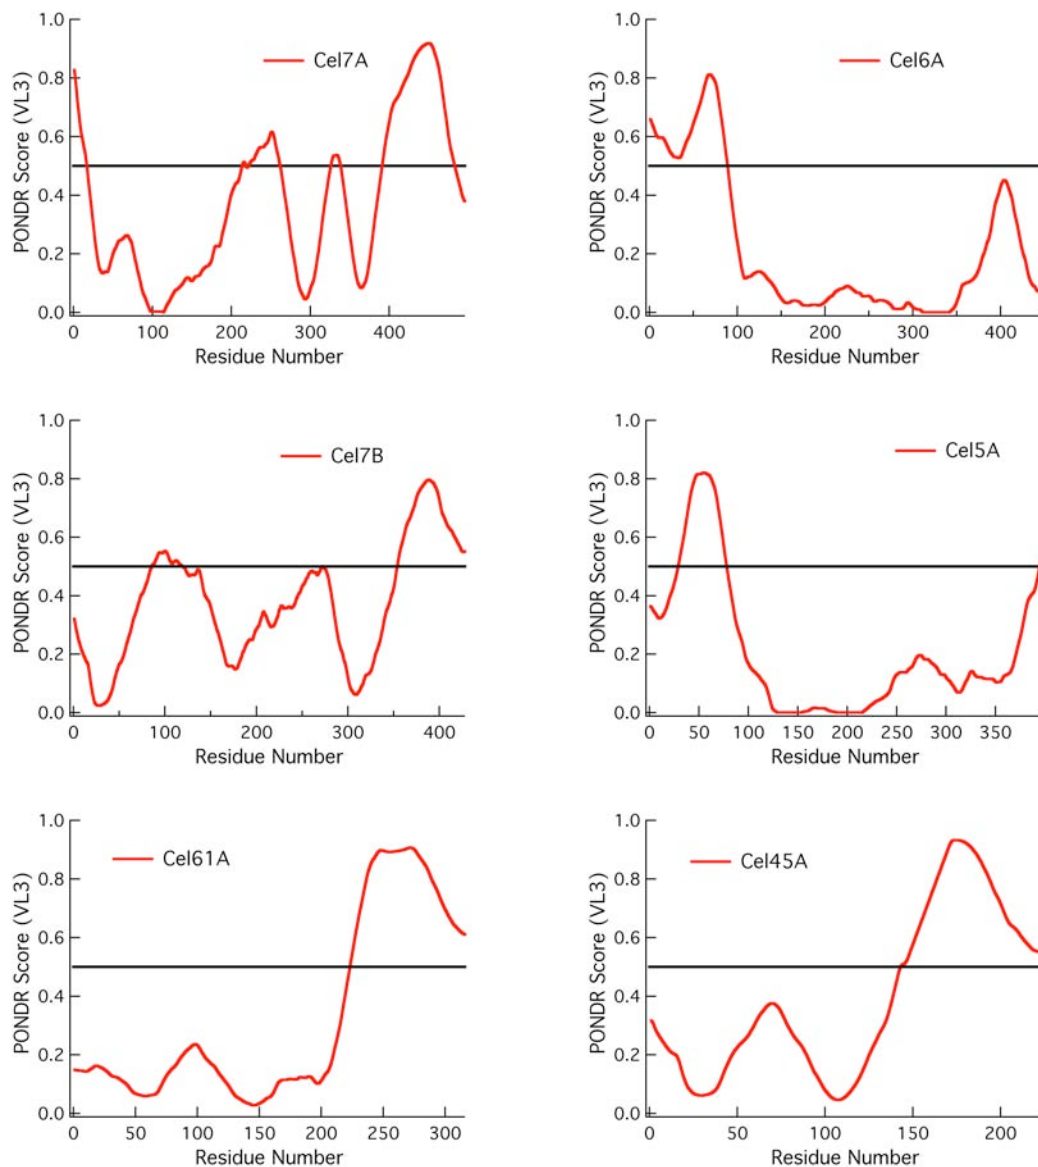 1.0
0.8
0.6
0.4
0.2
0.0
PONDR Score (VL3)
Cel7A
0 100 200 300 400
Residue Number
1.0
0.8
0.6
0.4
0.2
0.0
PONDR Score (VL3)
Cel6A
0 100 200 300 400
Residue Number
1.0
0.8
0.6
0.4
0.2
0.0
PONDR Score (VL3)
Cel7B
0 100 200 300 400
Residue Number
1.0
0.8
0.6
0.4
0.2
0.0
PONDR Score (VL3)
Cel5A
0 50 100 150 200 250 300 350
Residue Number
1.0
0.8
0.6
0.4
0.2
0.0
PONDR Score (VL3)
Cel61A
0 50 100 150 200 250 300
Residue Number
1.0
0.8
0.6
0.4
0.2
0.0
PONDR Score (VL3)
Cel45A
0 50 100 150 200
Residue Number